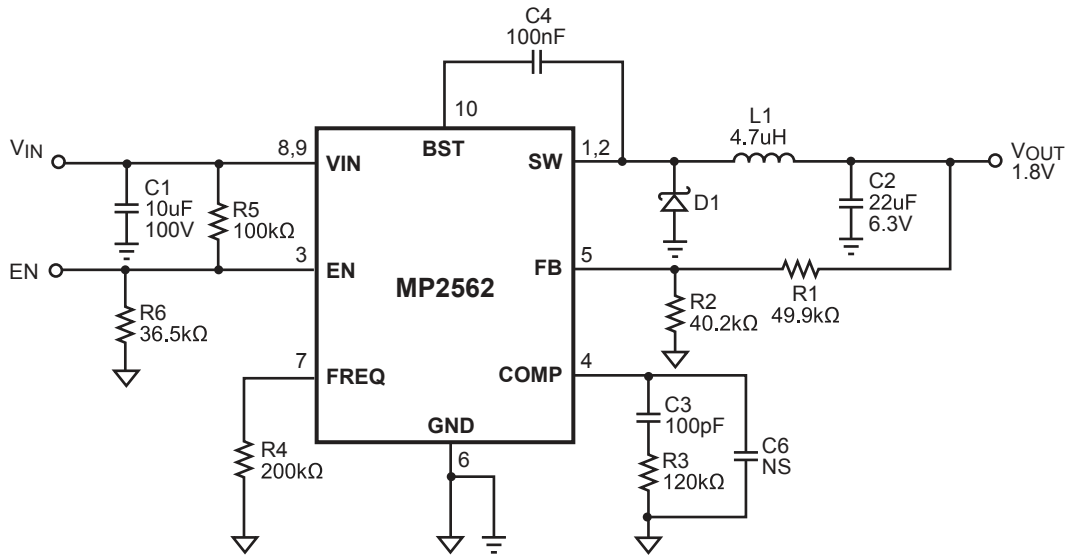 C4
100nF
10
BST
VIN
8,9
VIN
SW
1,2
L1
4.7uH
VOUT
1.8V
C1
10uF
100V
R5
100kΩ
D1
C2
22uF
6.3V
EN
3
EN
MP2562
FB
5
R1
49.9kΩ
R2
40.2kΩ
R6
36.5kΩ
7
FREQ
COMP
4
GND
6
R4
200kΩ
C3
100pF
R3
120kΩ
C6
NS